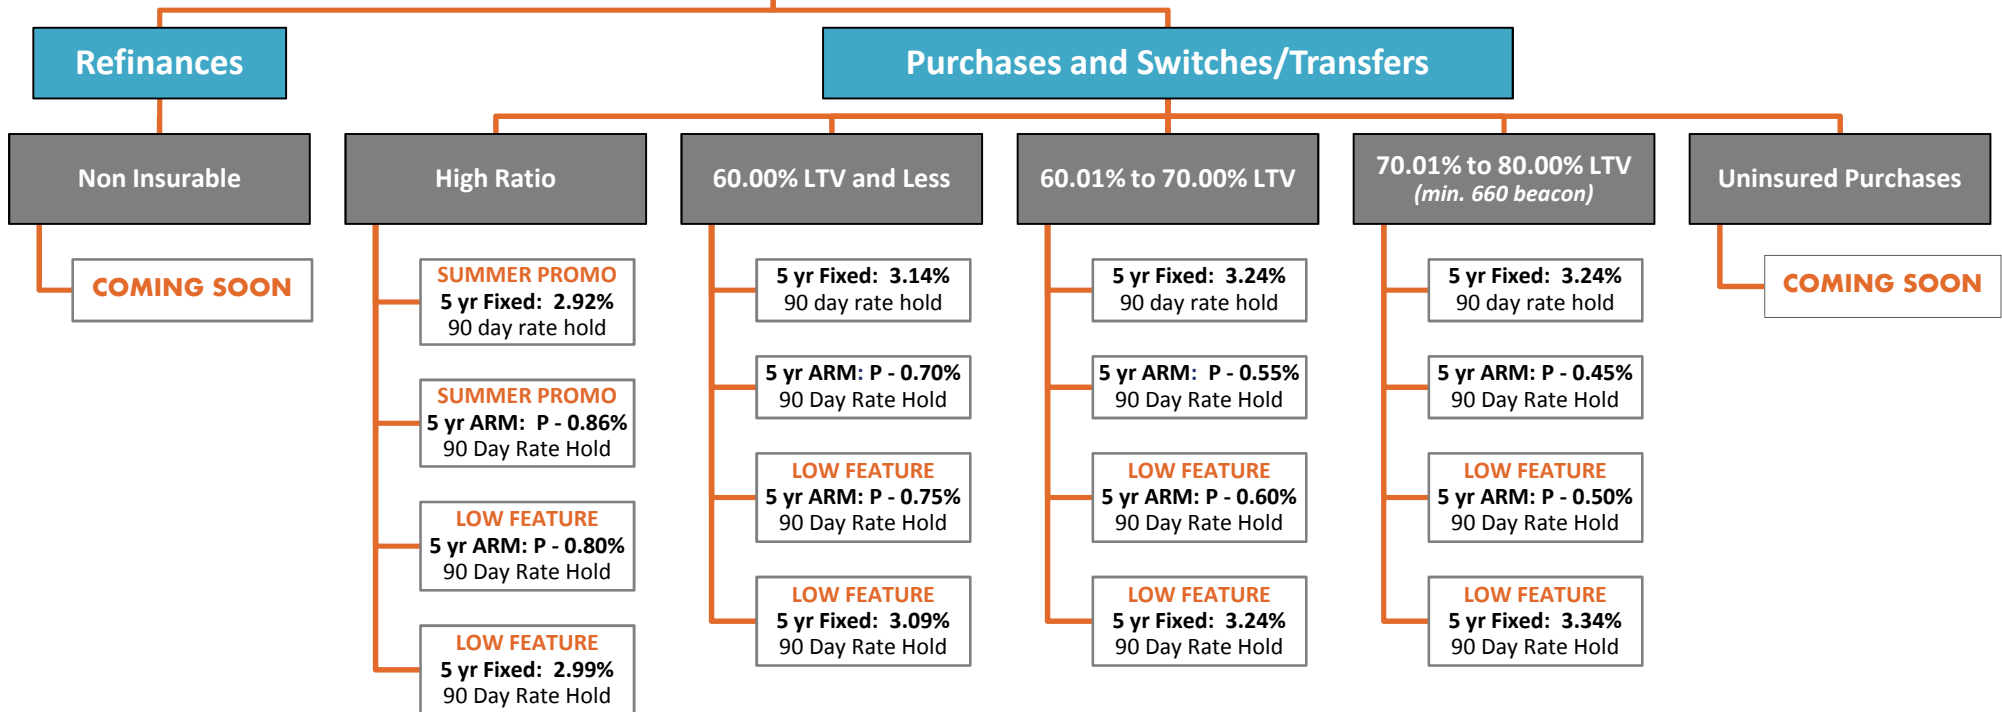 Refinances
Purchases and Switches/Transfers
Non Insurable
High Ratio
60.00% LTV and Less
60.01% to 70.00% LTV
70.01% to 80.00% LTV
(min. 660 beacon)
Uninsured Purchases
COMING SOON
SUMMER PROMO
5 yr Fixed: 2.92%
90 day rate hold
SUMMER PROMO
5 yr ARM: P - 0.86%
90 Day Rate Hold
LOW FEATURE
5 yr ARM: P - 0.80%
90 Day Rate Hold
LOW FEATURE
5 yr Fixed: 2.99%
90 Day Rate Hold
5 yr Fixed: 3.14%
90 day rate hold
5 yr ARM: P - 0.70%
90 Day Rate Hold
LOW FEATURE
5 yr ARM: P - 0.75%
90 Day Rate Hold
LOW FEATURE
5 yr Fixed: 3.09%
90 Day Rate Hold
5 yr Fixed: 3.24%
90 day rate hold
5 yr ARM: P - 0.55%
90 Day Rate Hold
LOW FEATURE
5 yr ARM: P - 0.60%
90 Day Rate Hold
LOW FEATURE
5 yr Fixed: 3.24%
90 Day Rate Hold
5 yr Fixed: 3.24%
90 day rate hold
5 yr ARM: P - 0.45%
90 Day Rate Hold
LOW FEATURE
5 yr ARM: P - 0.50%
90 Day Rate Hold
LOW FEATURE
5 yr Fixed: 3.34%
90 Day Rate Hold
COMING SOON